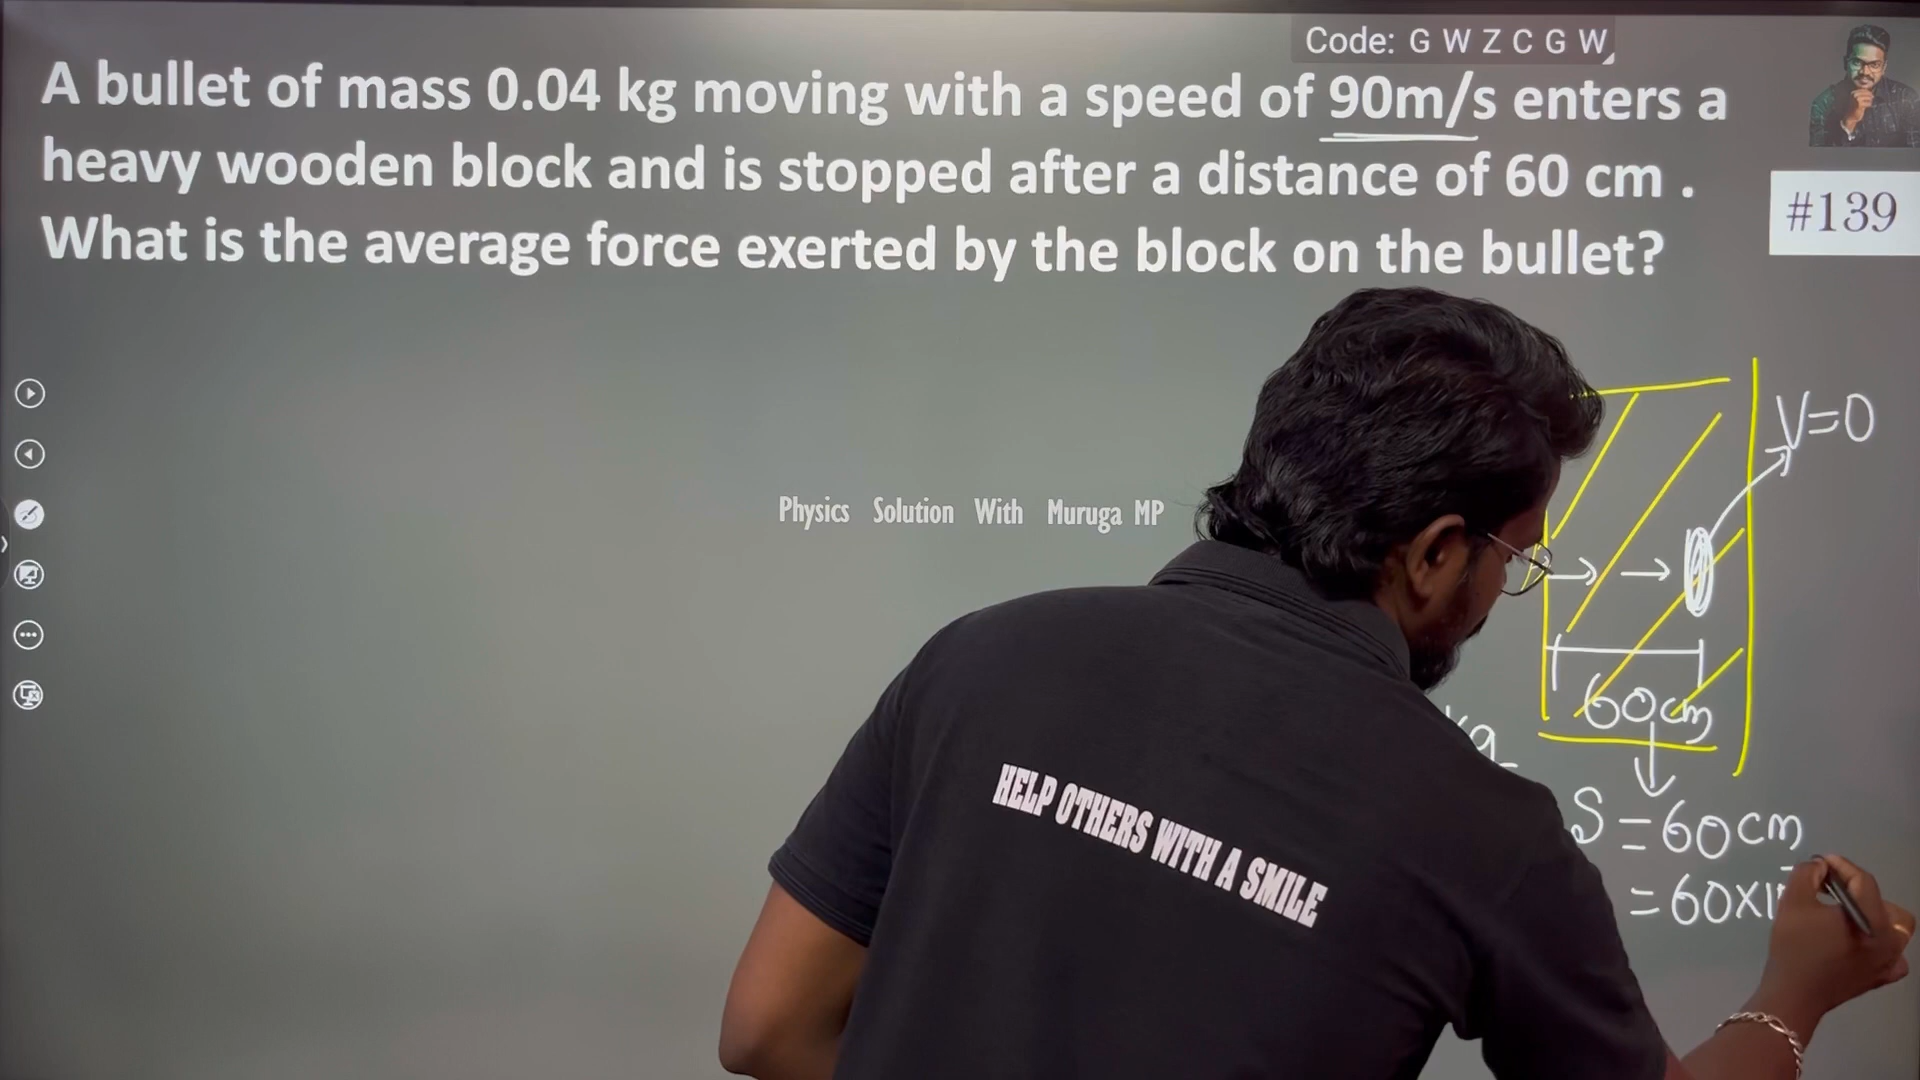 Code: G W Z C G W
A bullet of mass 0.04 kg moving with a speed of 90m/s enters a
heavy wooden block and is stopped after a distance of 60 cm .
What is the average force exerted by the block on the bullet?
#139
V=0
Physics Solution With Muruga MP
60cm
kg
S = 60cm
= 60x1
HELP OTHERS WITH A SMILE